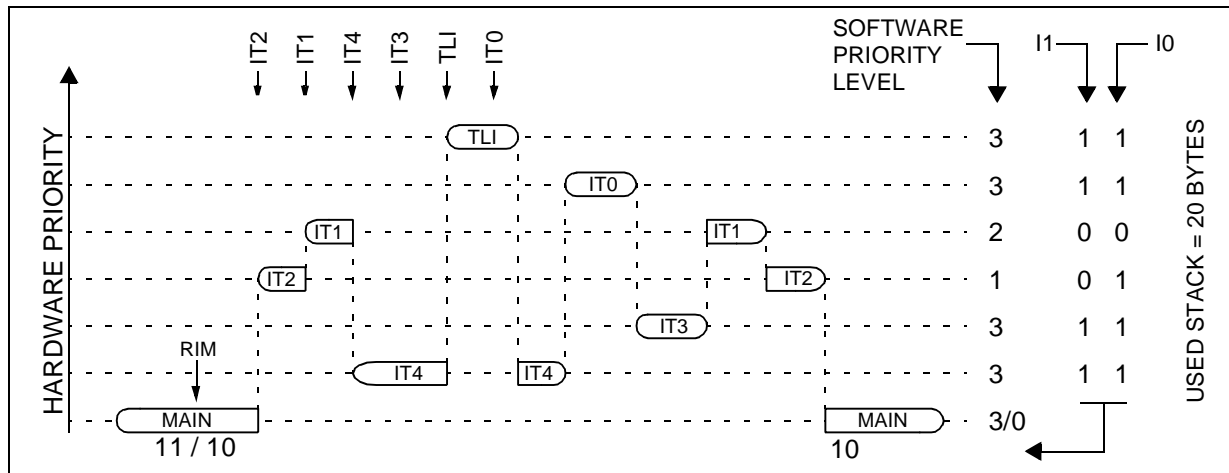 IT2
IT1
IT4
IT3
TLI
IT0
SOFTWARE
PRIORITY
LEVEL
I1
I0
HARDWARE PRIORITY
TLI
3
1 1
IT0
3
1 1
IT1
IT1
2
0 0
IT2
IT2
1
0 1
IT3
3
1 1
RIM
IT4
IT4
3
1 1
MAIN
MAIN
3/0
11 / 10
10
USED STACK = 20 BYTES